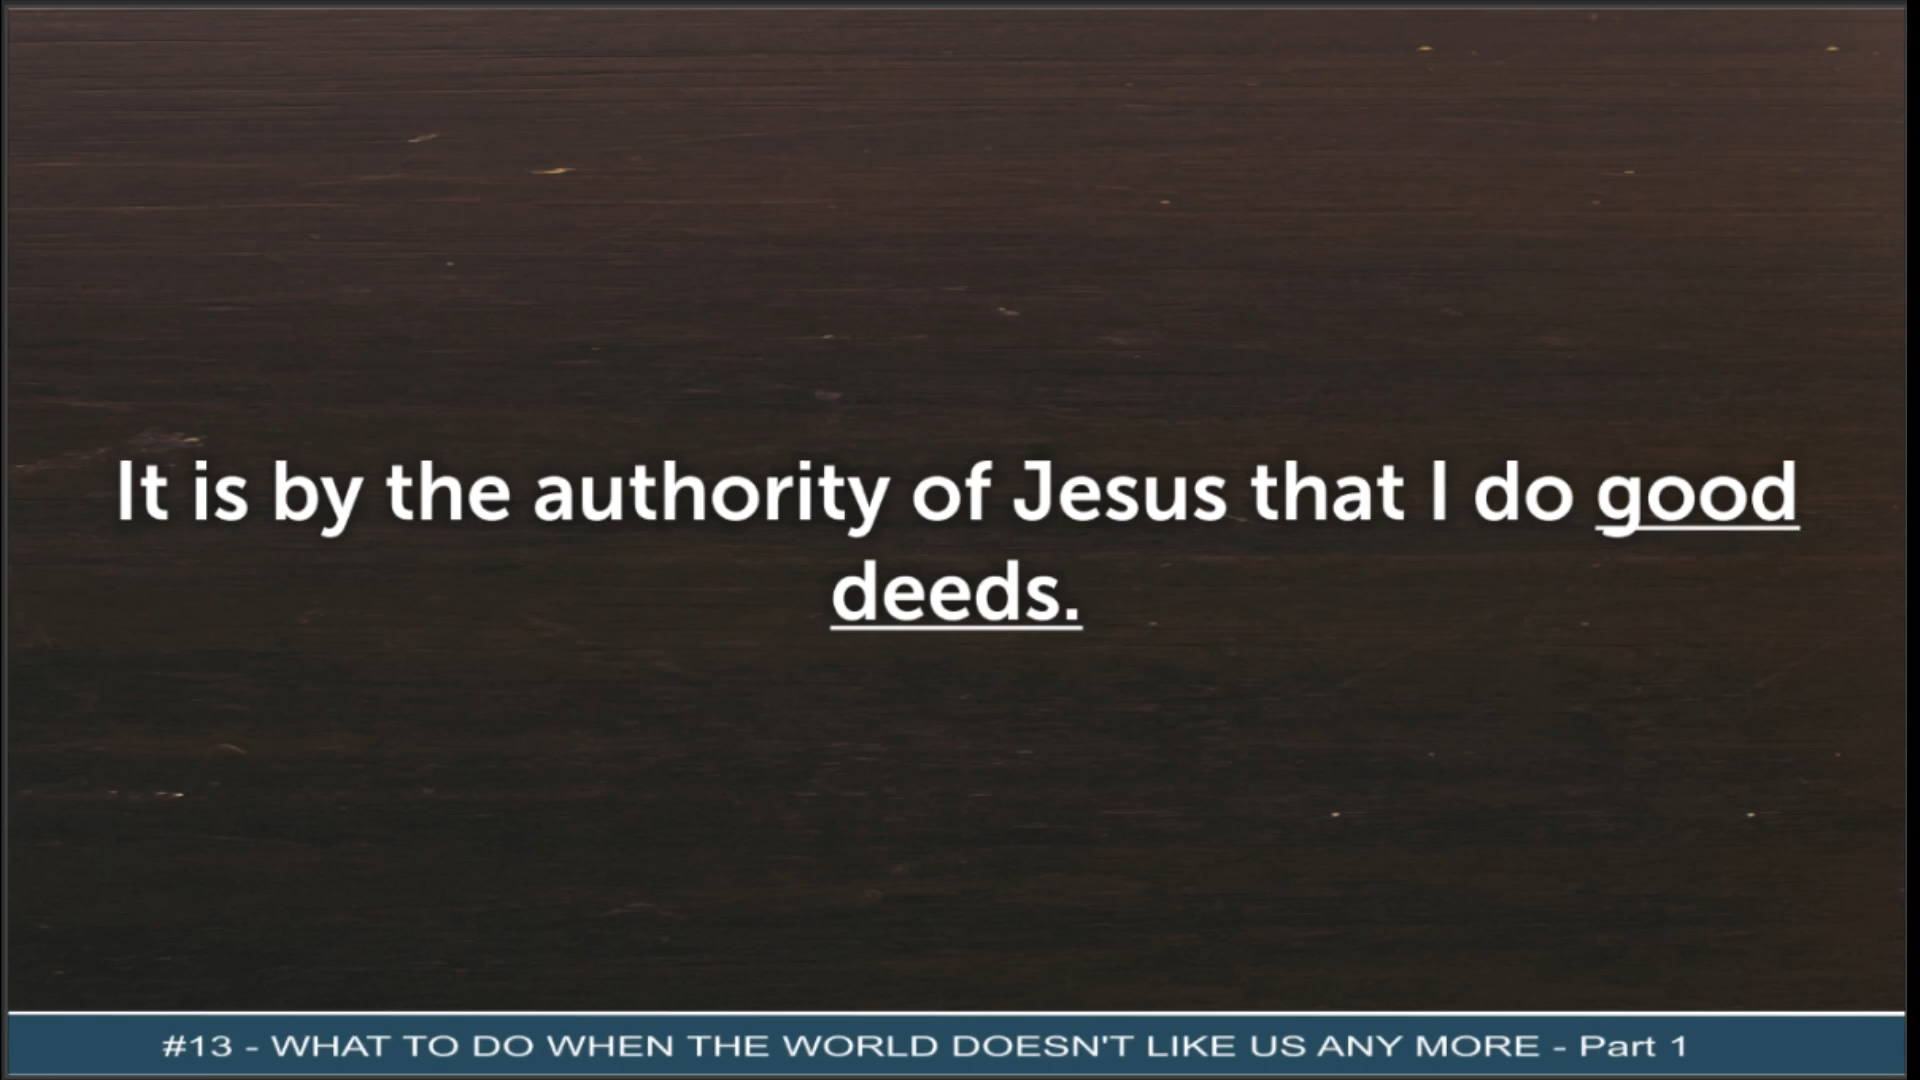 It is by the authority of Jesus that I do good
deeds.
#13 - WHAT TO DO WHEN THE WORLD DOESN'T LIKE US ANY MORE - Part 1